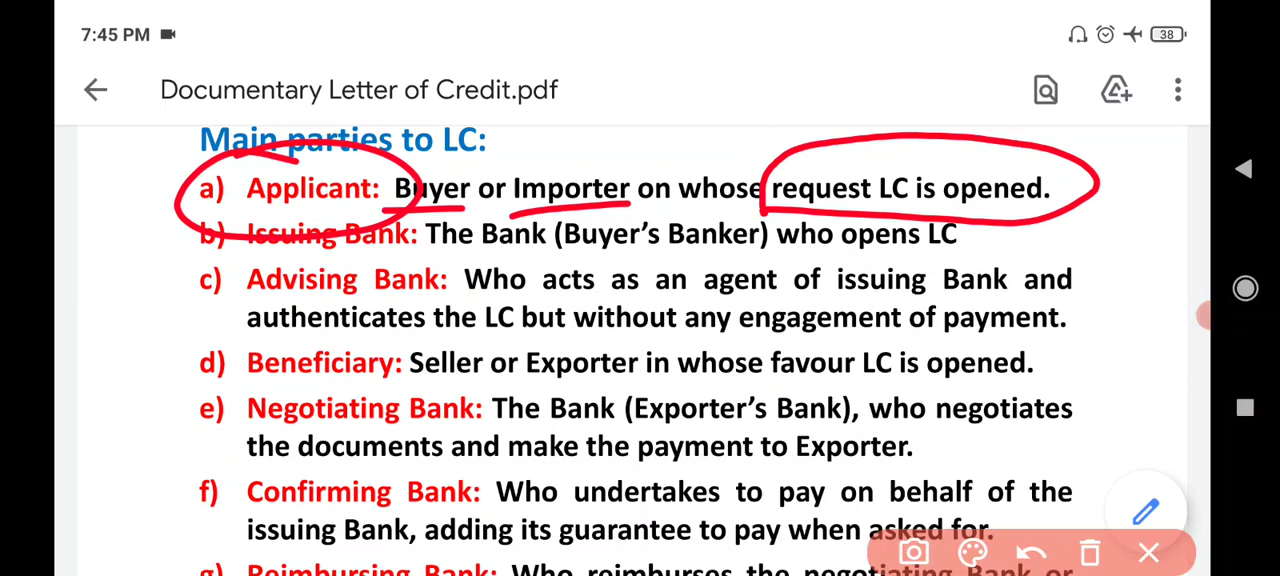 7:45 PM
38
Documentary Letter of Credit.pdf
Main parties to LC:
a) Applicant: Buyer or Importer on whose request LC is opened.
b) Issuing Bank: The Bank (Buyer's Banker) who opens LC
c) Advising Bank: Who acts as an agent of issuing Bank and
authenticates the LC but without any engagement of payment.
d) Beneficiary: Seller or Exporter in whose favour LC is opened.
e) Negotiating Bank: The Bank (Exporter's Bank), who negotiates
the documents and make the payment to Exporter.
f) Confirming Bank: Who undertakes to pay on behalf of the
issuing Bank, adding its guarantee to pay when asked for.
g) Reimbursing Bank: Who reimburses the negotiating Bank or